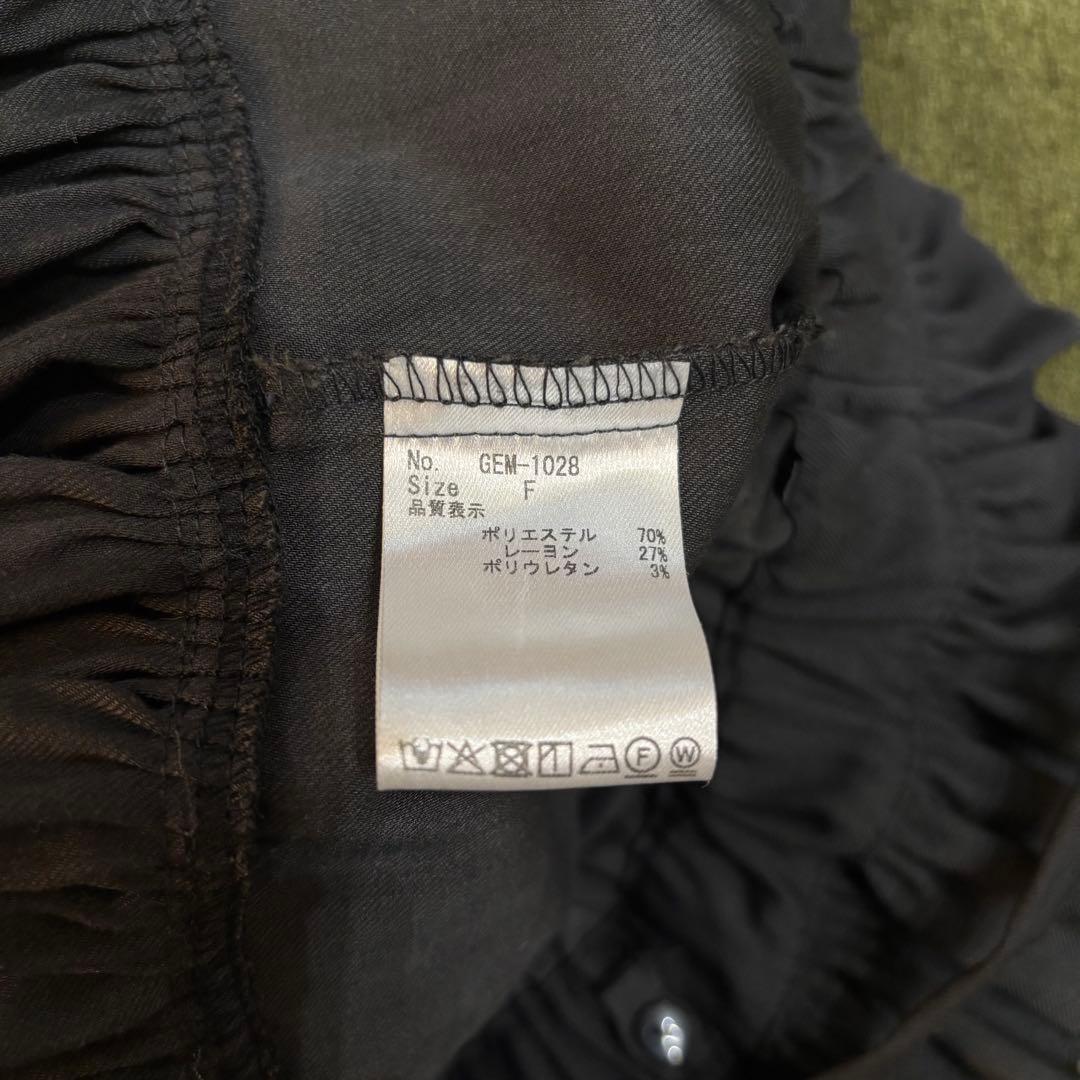 No. GEM-1028
Size F
品質表示
ポリエステル 70%
レーヨン 27%
ポリウレタン 3%
F W